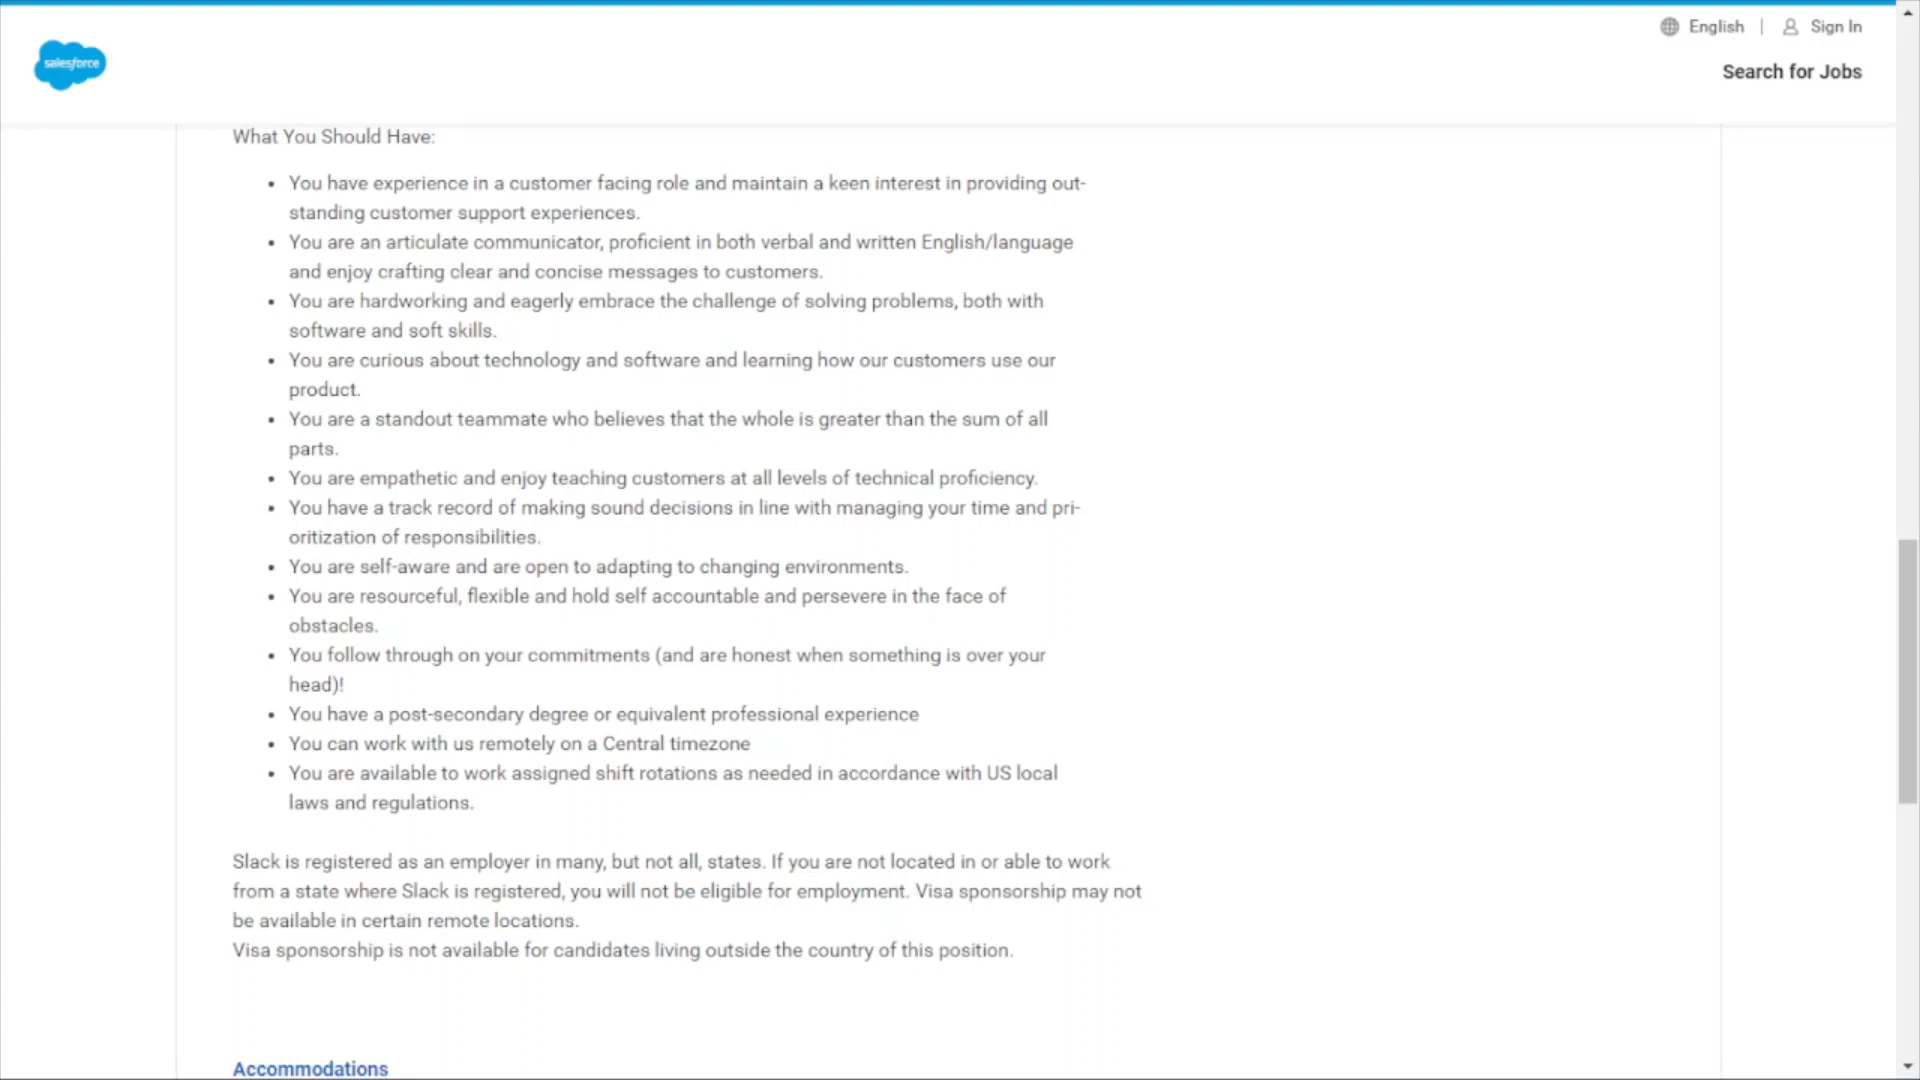 English | Sign In
salesforce
Search for Jobs
What You Should Have:
• You have experience in a customer facing role and maintain a keen interest in providing out-
standing customer support experiences.
• You are an articulate communicator, proficient in both verbal and written English/language
and enjoy crafting clear and concise messages to customers.
• You are hardworking and eagerly embrace the challenge of solving problems, both with
software and soft skills.
• You are curious about technology and software and learning how our customers use our
product.
• You are a standout teammate who believes that the whole is greater than the sum of all
parts.
• You are empathetic and enjoy teaching customers at all levels of technical proficiency.
• You have a track record of making sound decisions in line with managing your time and pri-
oritization of responsibilities.
• You are self-aware and are open to adapting to changing environments.
• You are resourceful, flexible and hold self accountable and persevere in the face of
obstacles.
• You follow through on your commitments (and are honest when something is over your
head)!
• You have a post-secondary degree or equivalent professional experience
• You can work with us remotely on a Central timezone
• You are available to work assigned shift rotations as needed in accordance with US local
laws and regulations.
Slack is registered as an employer in many, but not all, states. If you are not located in or able to work
from a state where Slack is registered, you will not be eligible for employment. Visa sponsorship may not
be available in certain remote locations.
Visa sponsorship is not available for candidates living outside the country of this position.
Accommodations